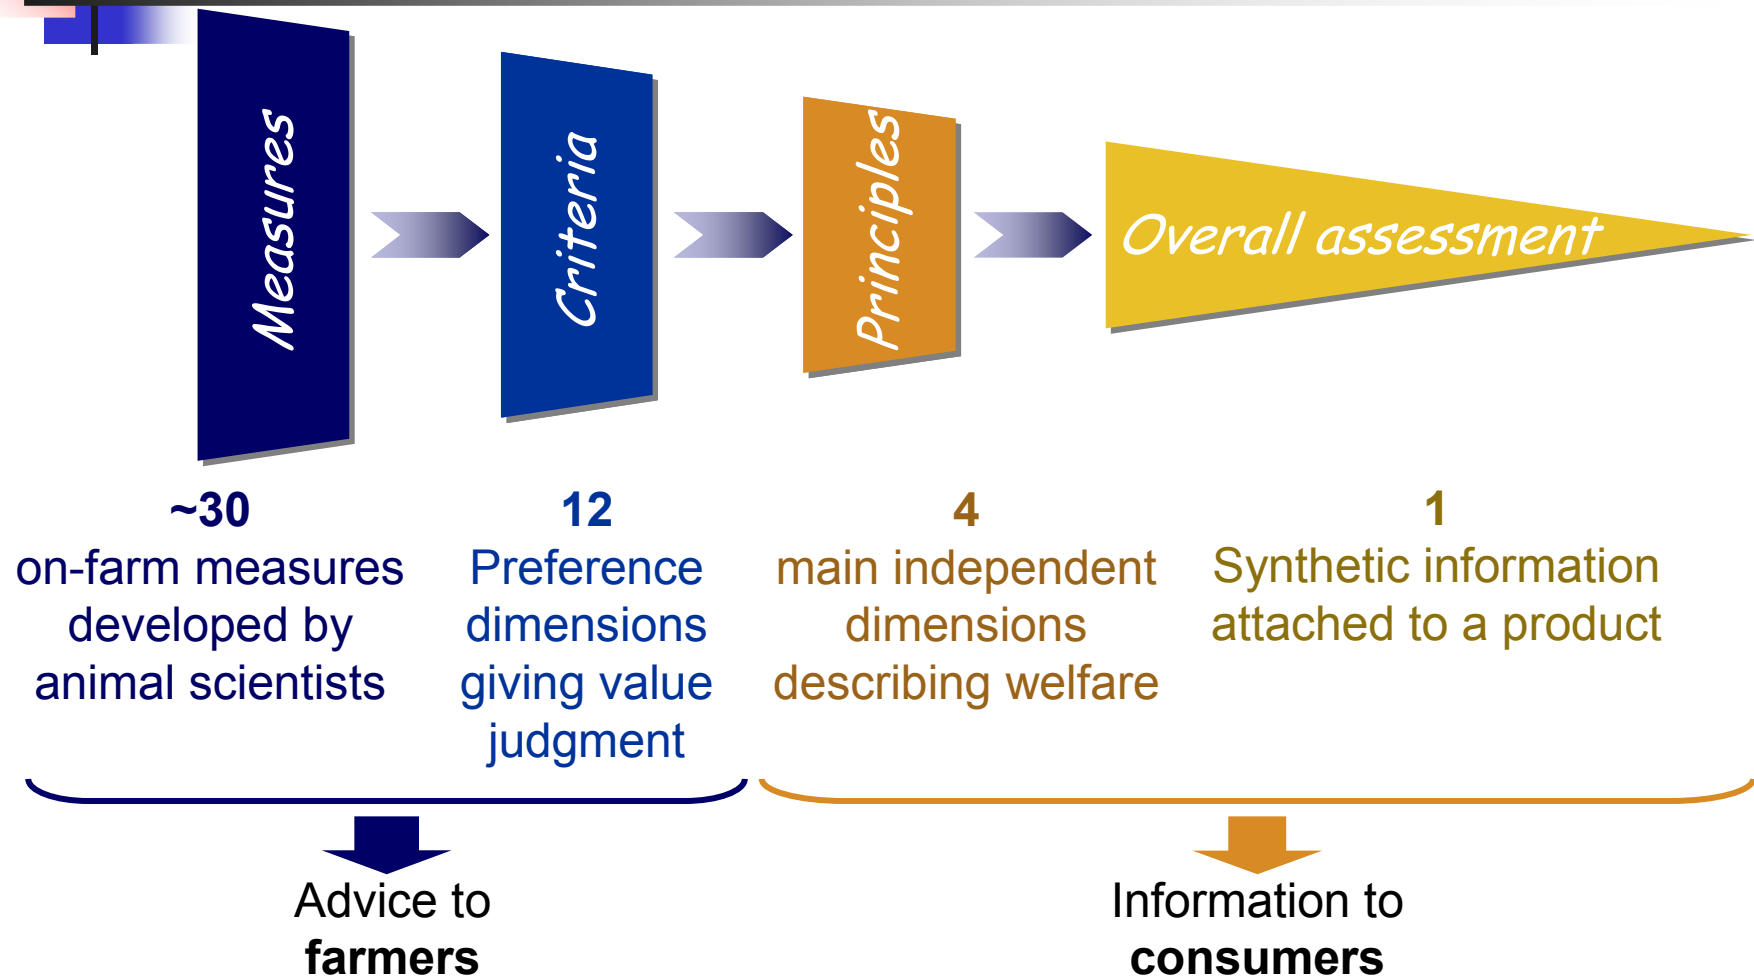 Measures
Criteria
Principles
Overall assessment
~30
on-farm measures
developed by
animal scientists
12
Preference
dimensions
giving value
judgment
4
main independent
dimensions
describing welfare
1
Synthetic information
attached to a product
Advice to
farmers
Information to
consumers